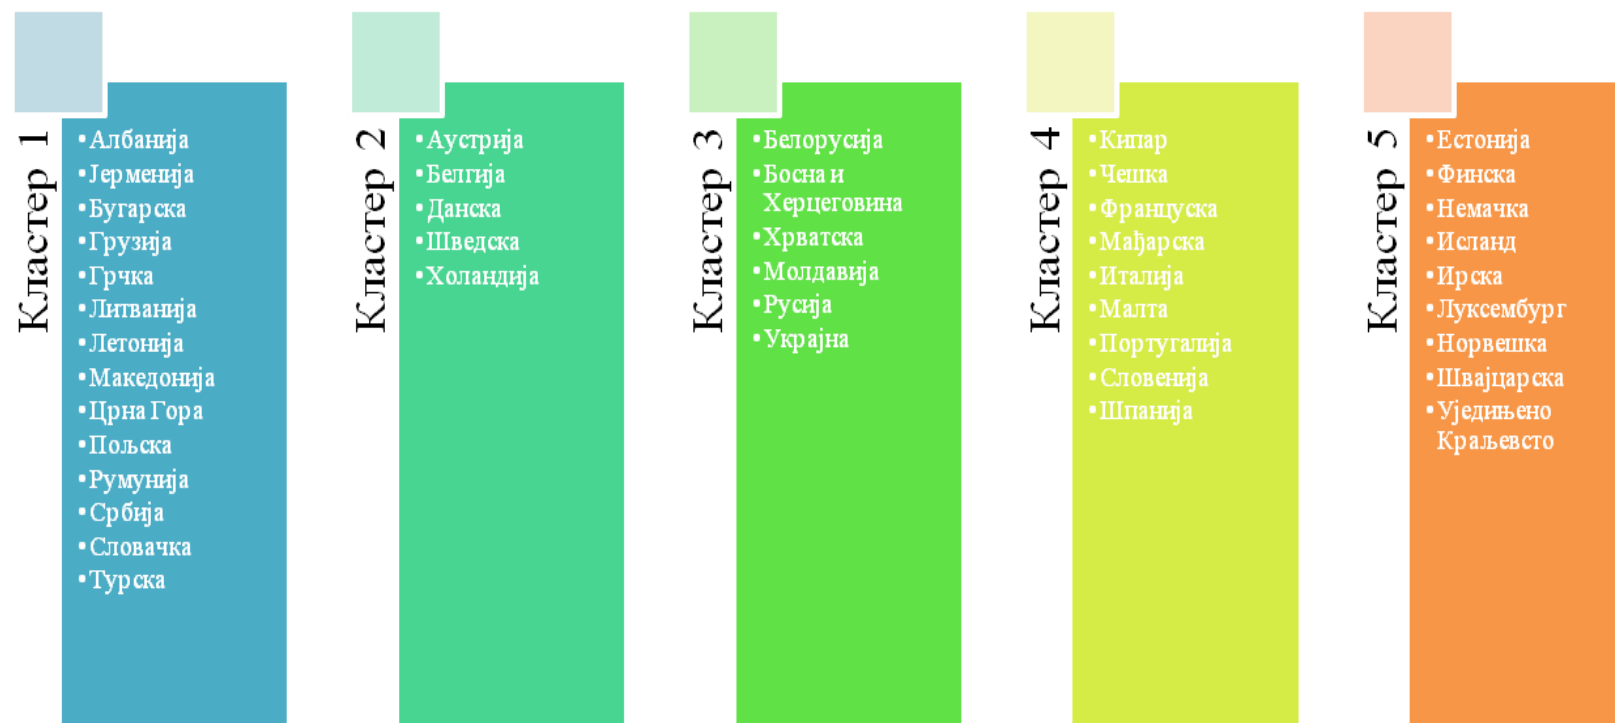 Кластер 1
•Албанија
•Јерменија
•Бугарска
•Грузија
•Грчка
•Литванија
•Летонија
•Македонија
•Црна Гора
•Пољска
•Румунија
•Србија
•Словачка
•Турска
Кластер 2
•Аустрија
•Белгија
•Данска
•Шведска
•Холандија
Кластер 3
•Белорусија
•Босна и
Херцеговина
•Хрватска
•Молдавија
•Русија
•Украјна
Кластер 4
•Кипар
•Чешка
•Француска
•Мађарска
•Италија
•Малта
•Португалија
•Словенија
•Шпанија
Кластер 5
•Естонија
•Финска
•Немачка
•Исланд
•Ирска
•Луксембург
•Норвешка
•Швајцарска
•Уједињено
Краљевсто